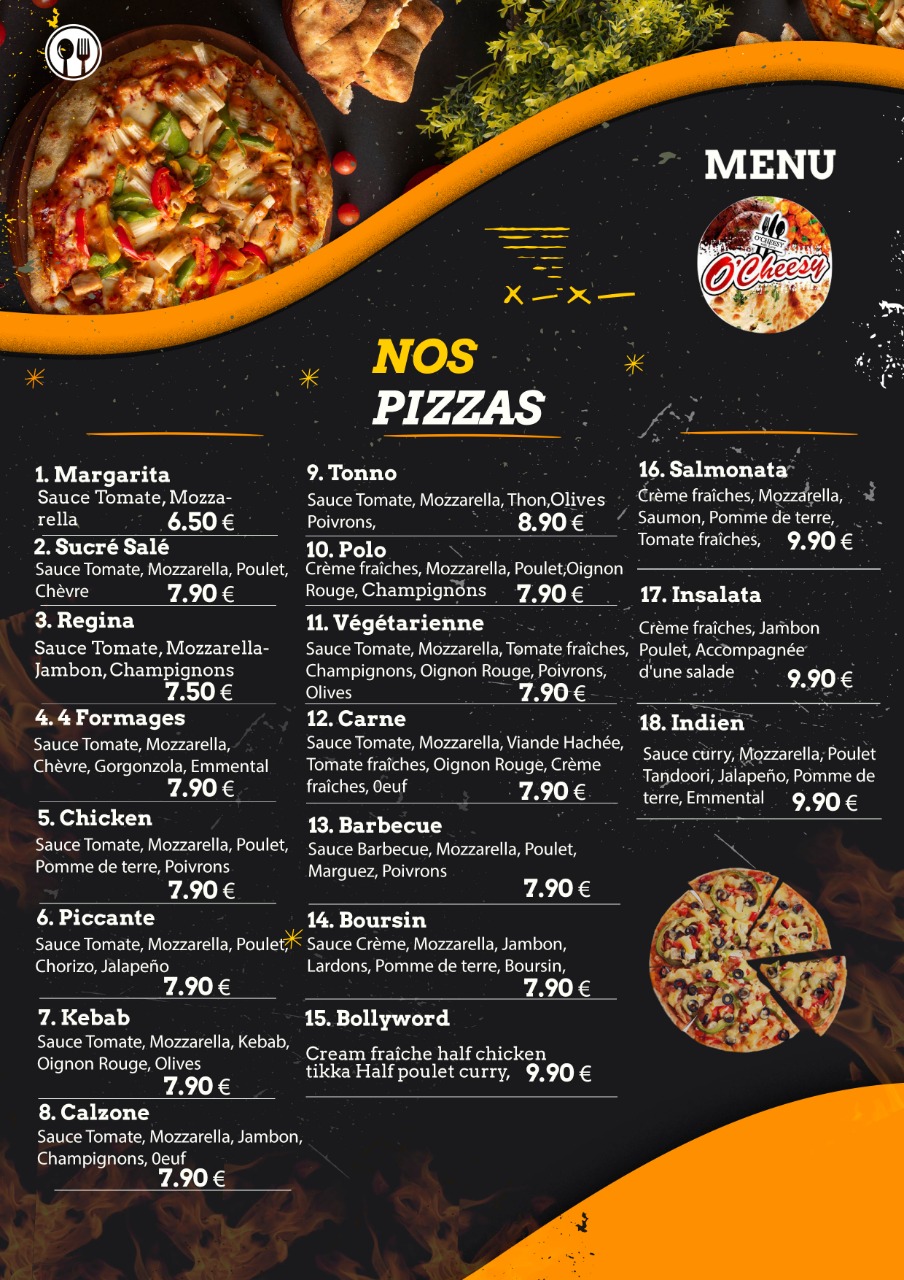 MENU
O'CHEESY
O'Cheesy
NOS
PIZZAS
1. Margarita
Sauce Tomate, Mozza-
rella 6.50 €
2. Sucré Salé
Sauce Tomate, Mozzarella, Poulet,
Chèvre 7.90 €
3. Regina
Sauce Tomate, Mozzarella-
Jambon, Champignons
7.50 €
4. 4 Formages
Sauce Tomate, Mozzarella,
Chèvre, Gorgonzola, Emmental
7.90 €
5. Chicken
Sauce Tomate, Mozzarella, Poulet,
Pomme de terre, Poivrons
7.90 €
6. Piccante
Sauce Tomate, Mozzarella, Poulet,
Chorizo, Jalapeño
7.90 €
7. Kebab
Sauce Tomate, Mozzarella, Kebab,
Oignon Rouge, Olives
7.90 €
8. Calzone
Sauce Tomate, Mozzarella, Jambon,
Champignons, 0euf
7.90 €
9. Tonno
Sauce Tomate, Mozzarella, Thon,Olives
Poivrons, 8.90 €
10. Polo
Crème fraîches, Mozzarella, Poulet,Oignon
Rouge, Champignons 7.90 €
11. Végétarienne
Sauce Tomate, Mozzarella, Tomate fraîches,
Champignons, Oignon Rouge, Poivrons,
Olives 7.90 €
12. Carne
Sauce Tomate, Mozzarella, Viande Hachée,
Tomate fraîches, Oignon Rouge, Crème
fraîches, 0euf 7.90 €
13. Barbecue
Sauce Barbecue, Mozzarella, Poulet,
Marguez, Poivrons
7.90 €
14. Boursin
Sauce Crème, Mozzarella, Jambon,
Lardons, Pomme de terre, Boursin,
7.90 €
15. Bollyword
Cream fraîche half chicken
tikka Half poulet curry, 9.90 €
16. Salmonata
Crème fraîches, Mozzarella,
Saumon, Pomme de terre,
Tomate fraîches, 9.90 €
17. Insalata
Crème fraîches, Jambon
Poulet, Accompagnée
d'une salade 9.90 €
18. Indien
Sauce curry, Mozzarella, Poulet
Tandoori, Jalapeño, Pomme de
terre, Emmental 9.90 €